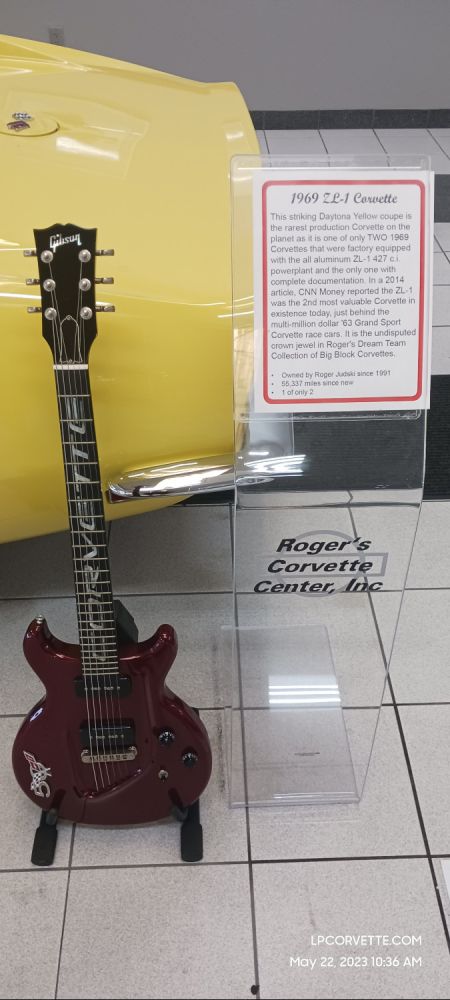 Gibson
Corvette
1969 ZL-1 Corvette
This striking Daytona Yellow coupe is
the rarest production Corvette on the
planet as it is one of only TWO 1969
Corvettes that were factory equipped
with the all aluminum ZL-1 427 c.i.
powerplant and the only one with
complete documentation. In a 2014
article, CNN Money reported the ZL-1
was the 2nd most valuable Corvette in
existence today, just behind the
multi-million dollar '63 Grand Sport
Corvette race cars. It is the undisputed
crown jewel in Roger's Dream Team
Collection of Big Block Corvettes.
• Owned by Roger Judski since 1991
• 55,337 miles since new
• 1 of only 2
Roger's
Corvette
Center, Inc
LPCORVETTE.COM
May 22, 2023 10:36 AM